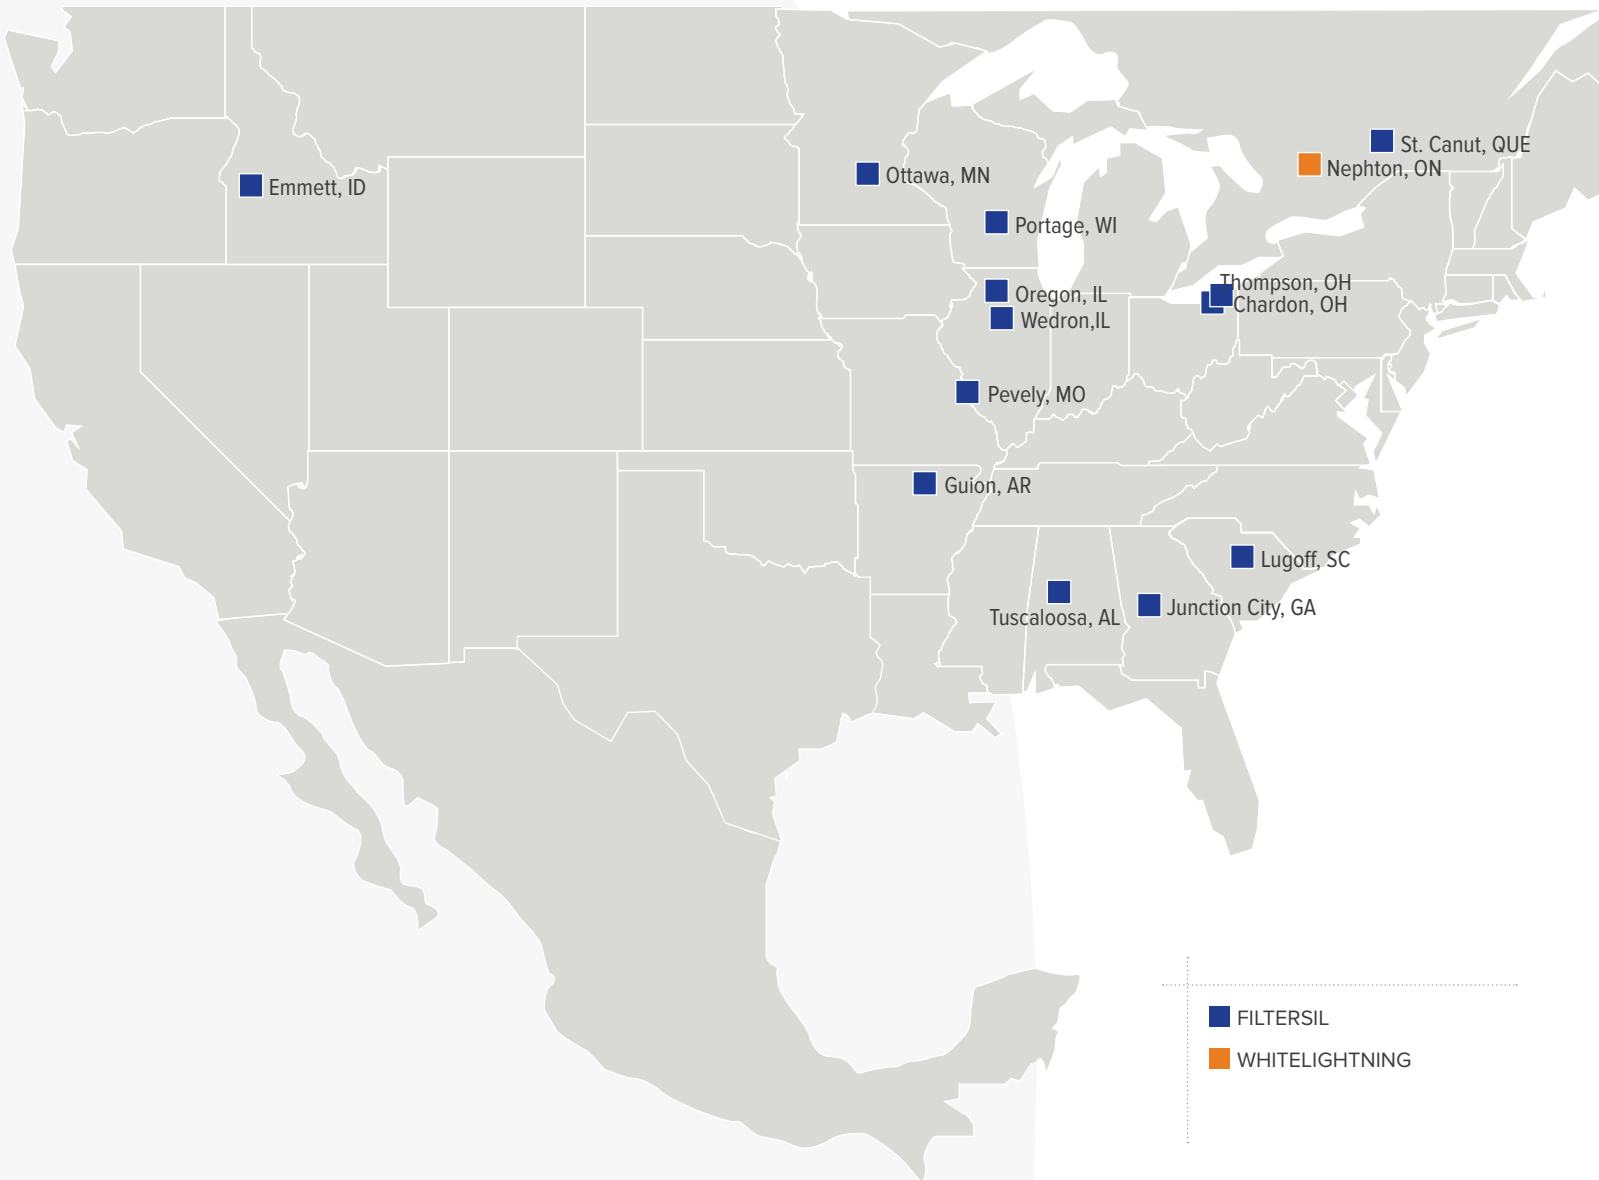 St. Canut, QUE
Nephton, ON
Ottawa, MN
Emmett, ID
Portage, WI
Thompson, OH
Oregon, IL
Chardon, OH
Wedron,IL
Pevely, MO
Guion, AR
Lugoff, SC
Junction City, GA
Tuscaloosa, AL
FILTERSIL
WHITELIGHTNING